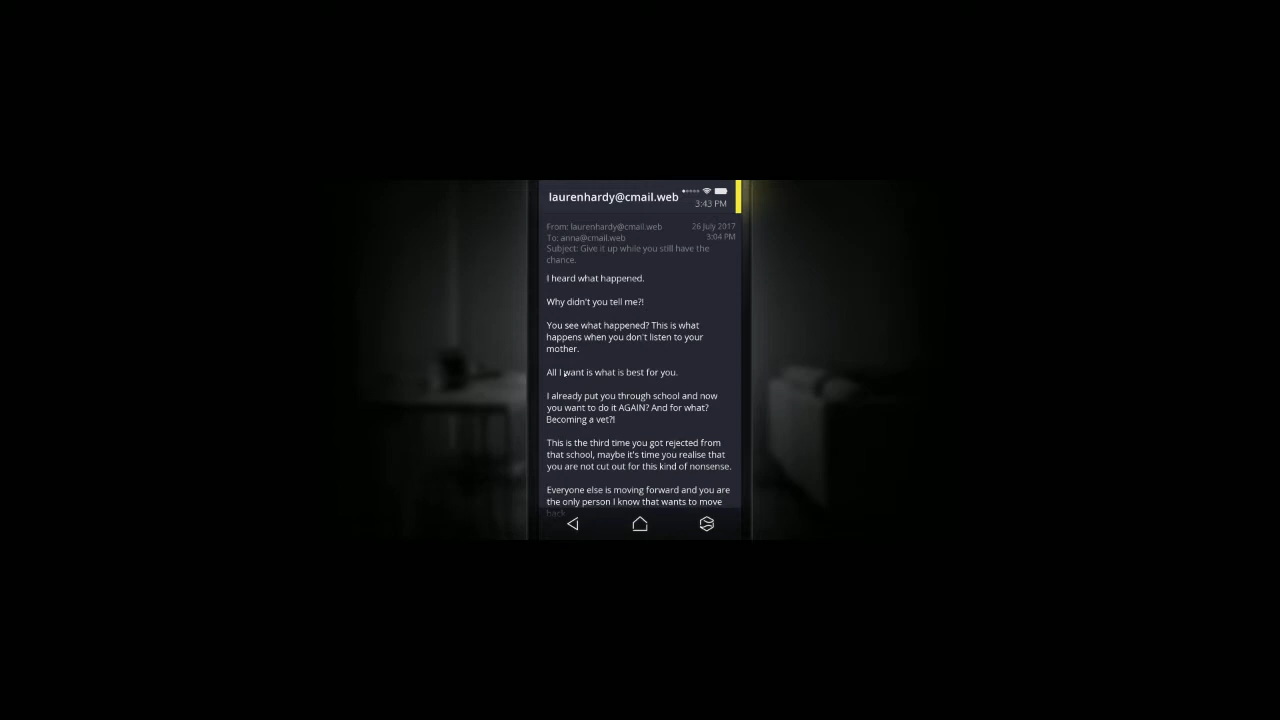 laurenhardy@cmail.web
3:43 PM
From: laurenhardy@cmail.web
26 July 2017
To: anna@cmail.web
3:04 PM
Subject: Give it up while you still have the
chance.
I heard what happened.
Why didn't you tell me?!
You see what happened? This is what
happens when you don't listen to your
mother.
All I want is what is best for you.
I already put you through school and now
you want to do it AGAIN? And for what?
Becoming a vet?!
This is the third time you got rejected from
that school, maybe it's time you realise that
you are not cut out for this kind of nonsense.
Everyone else is moving forward and you are
the only person I know that wants to move
back